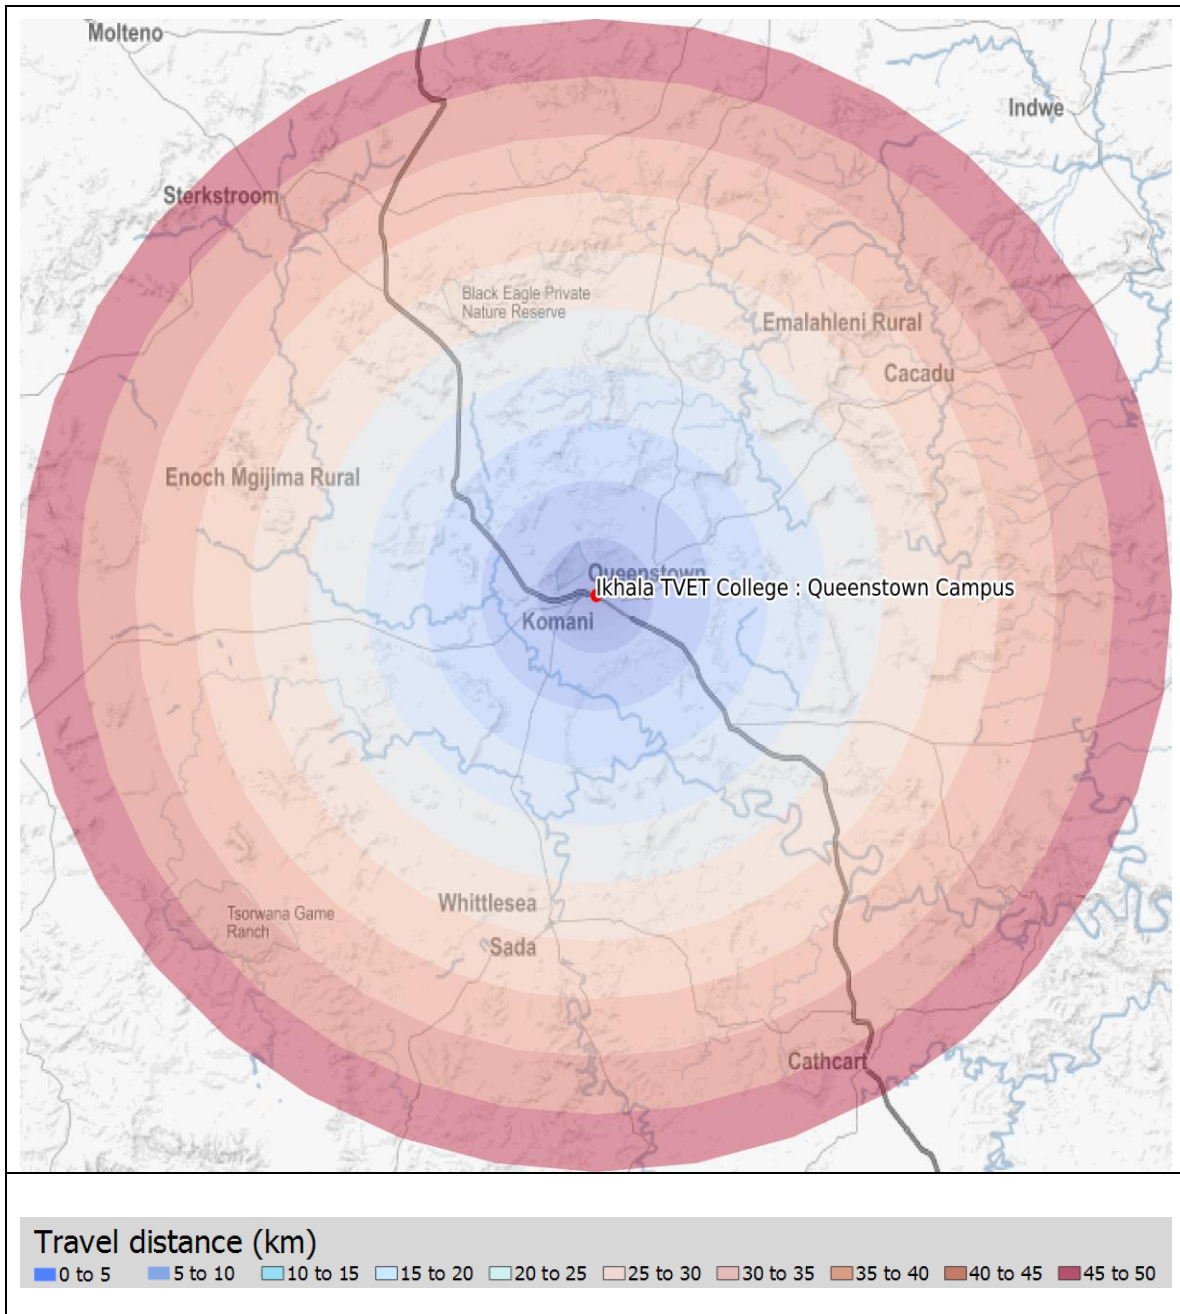 Molteno
Indwe
Sterkstroom
Black Eagle Private
Nature Reserve
Emalahleni Rural
Cacadu
Enoch Mgijima Rural
Queenstown
Ikhala TVET College : Queenstown Campus
Komani
Whittlesea
Tsorwana Game
Ranch
Sada
Cathcart
Travel distance (km)
0 to 5 5 to 10 10 to 15 15 to 20 20 to 25 25 to 30 30 to 35 35 to 40 40 to 45 45 to 50